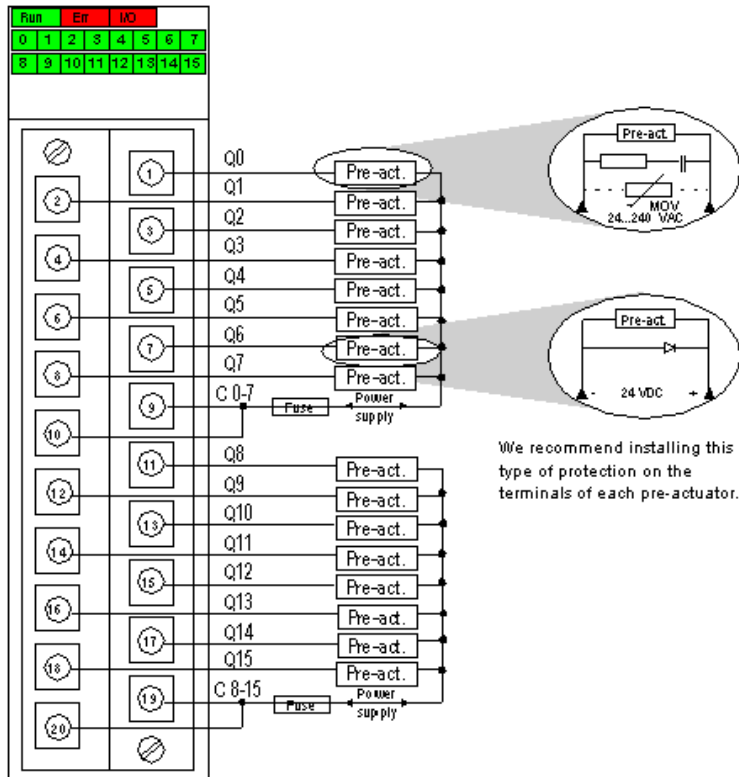 Run Err I/O
0 1 2 3 4 5 6 7
8 9 10 11 12 13 14 15
1 Q0 Pre-act.
2 Q1 Pre-act.
3 Q2 Pre-act.
4 Q3 Pre-act.
5 Q4 Pre-act.
6 Q5 Pre-act.
7 Q6 Pre-act.
8 Q7 Pre-act.
9 C 0-7 Fuse Power
supply
10
11 Q8 Pre-act.
12 Q9 Pre-act.
13 Q10 Pre-act.
14 Q11 Pre-act.
15 Q12 Pre-act.
16 Q13 Pre-act.
17 Q14 Pre-act.
18 Q15 Pre-act.
19 C 8-15 Fuse Power
supply
20
Pre-act.
MOV
24...240 VAC
Pre-act.
- 24 VDC +
We recommend installing this
type of protection on the
terminals of each pre-actuator.